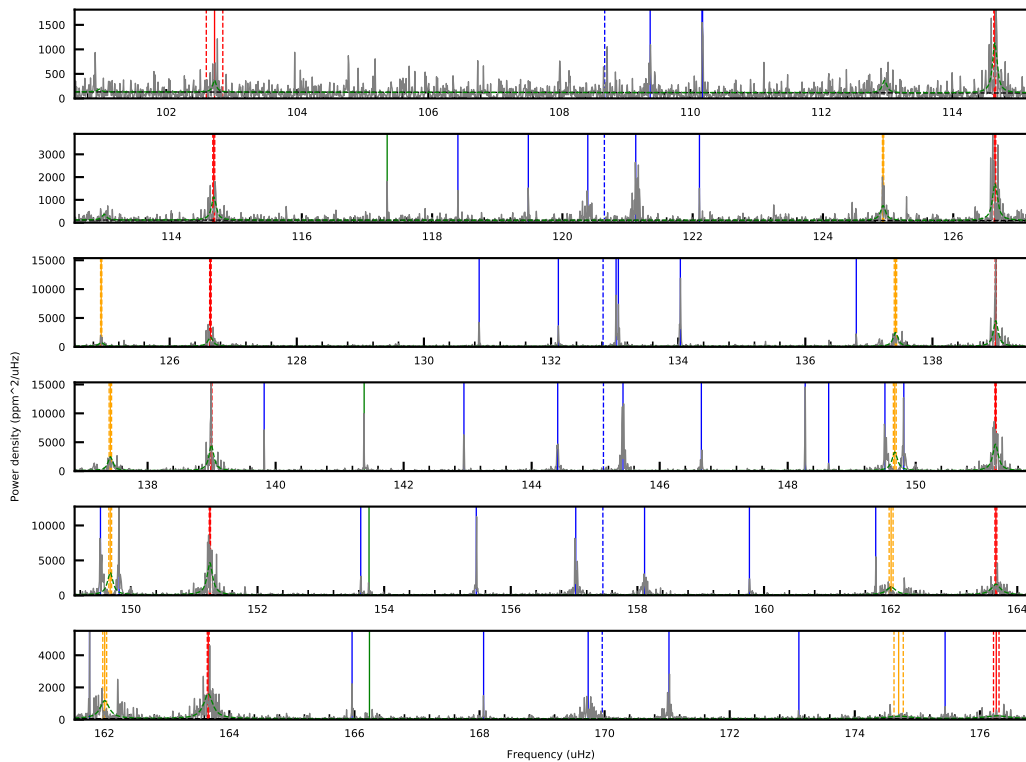 1500
1000
500
0
102 104 106 108 110 112 114
3000
2000
1000
0
114 116 118 120 122 124 126
15000
10000
5000
0
126 128 130 132 134 136 138
Power density (ppm^2/uHz)
15000
10000
5000
0
138 140 142 144 146 148 150
10000
5000
0
150 152 154 156 158 160 162 164
4000
2000
0
162 164 166 168 170 172 174 176
Frequency (uHz)